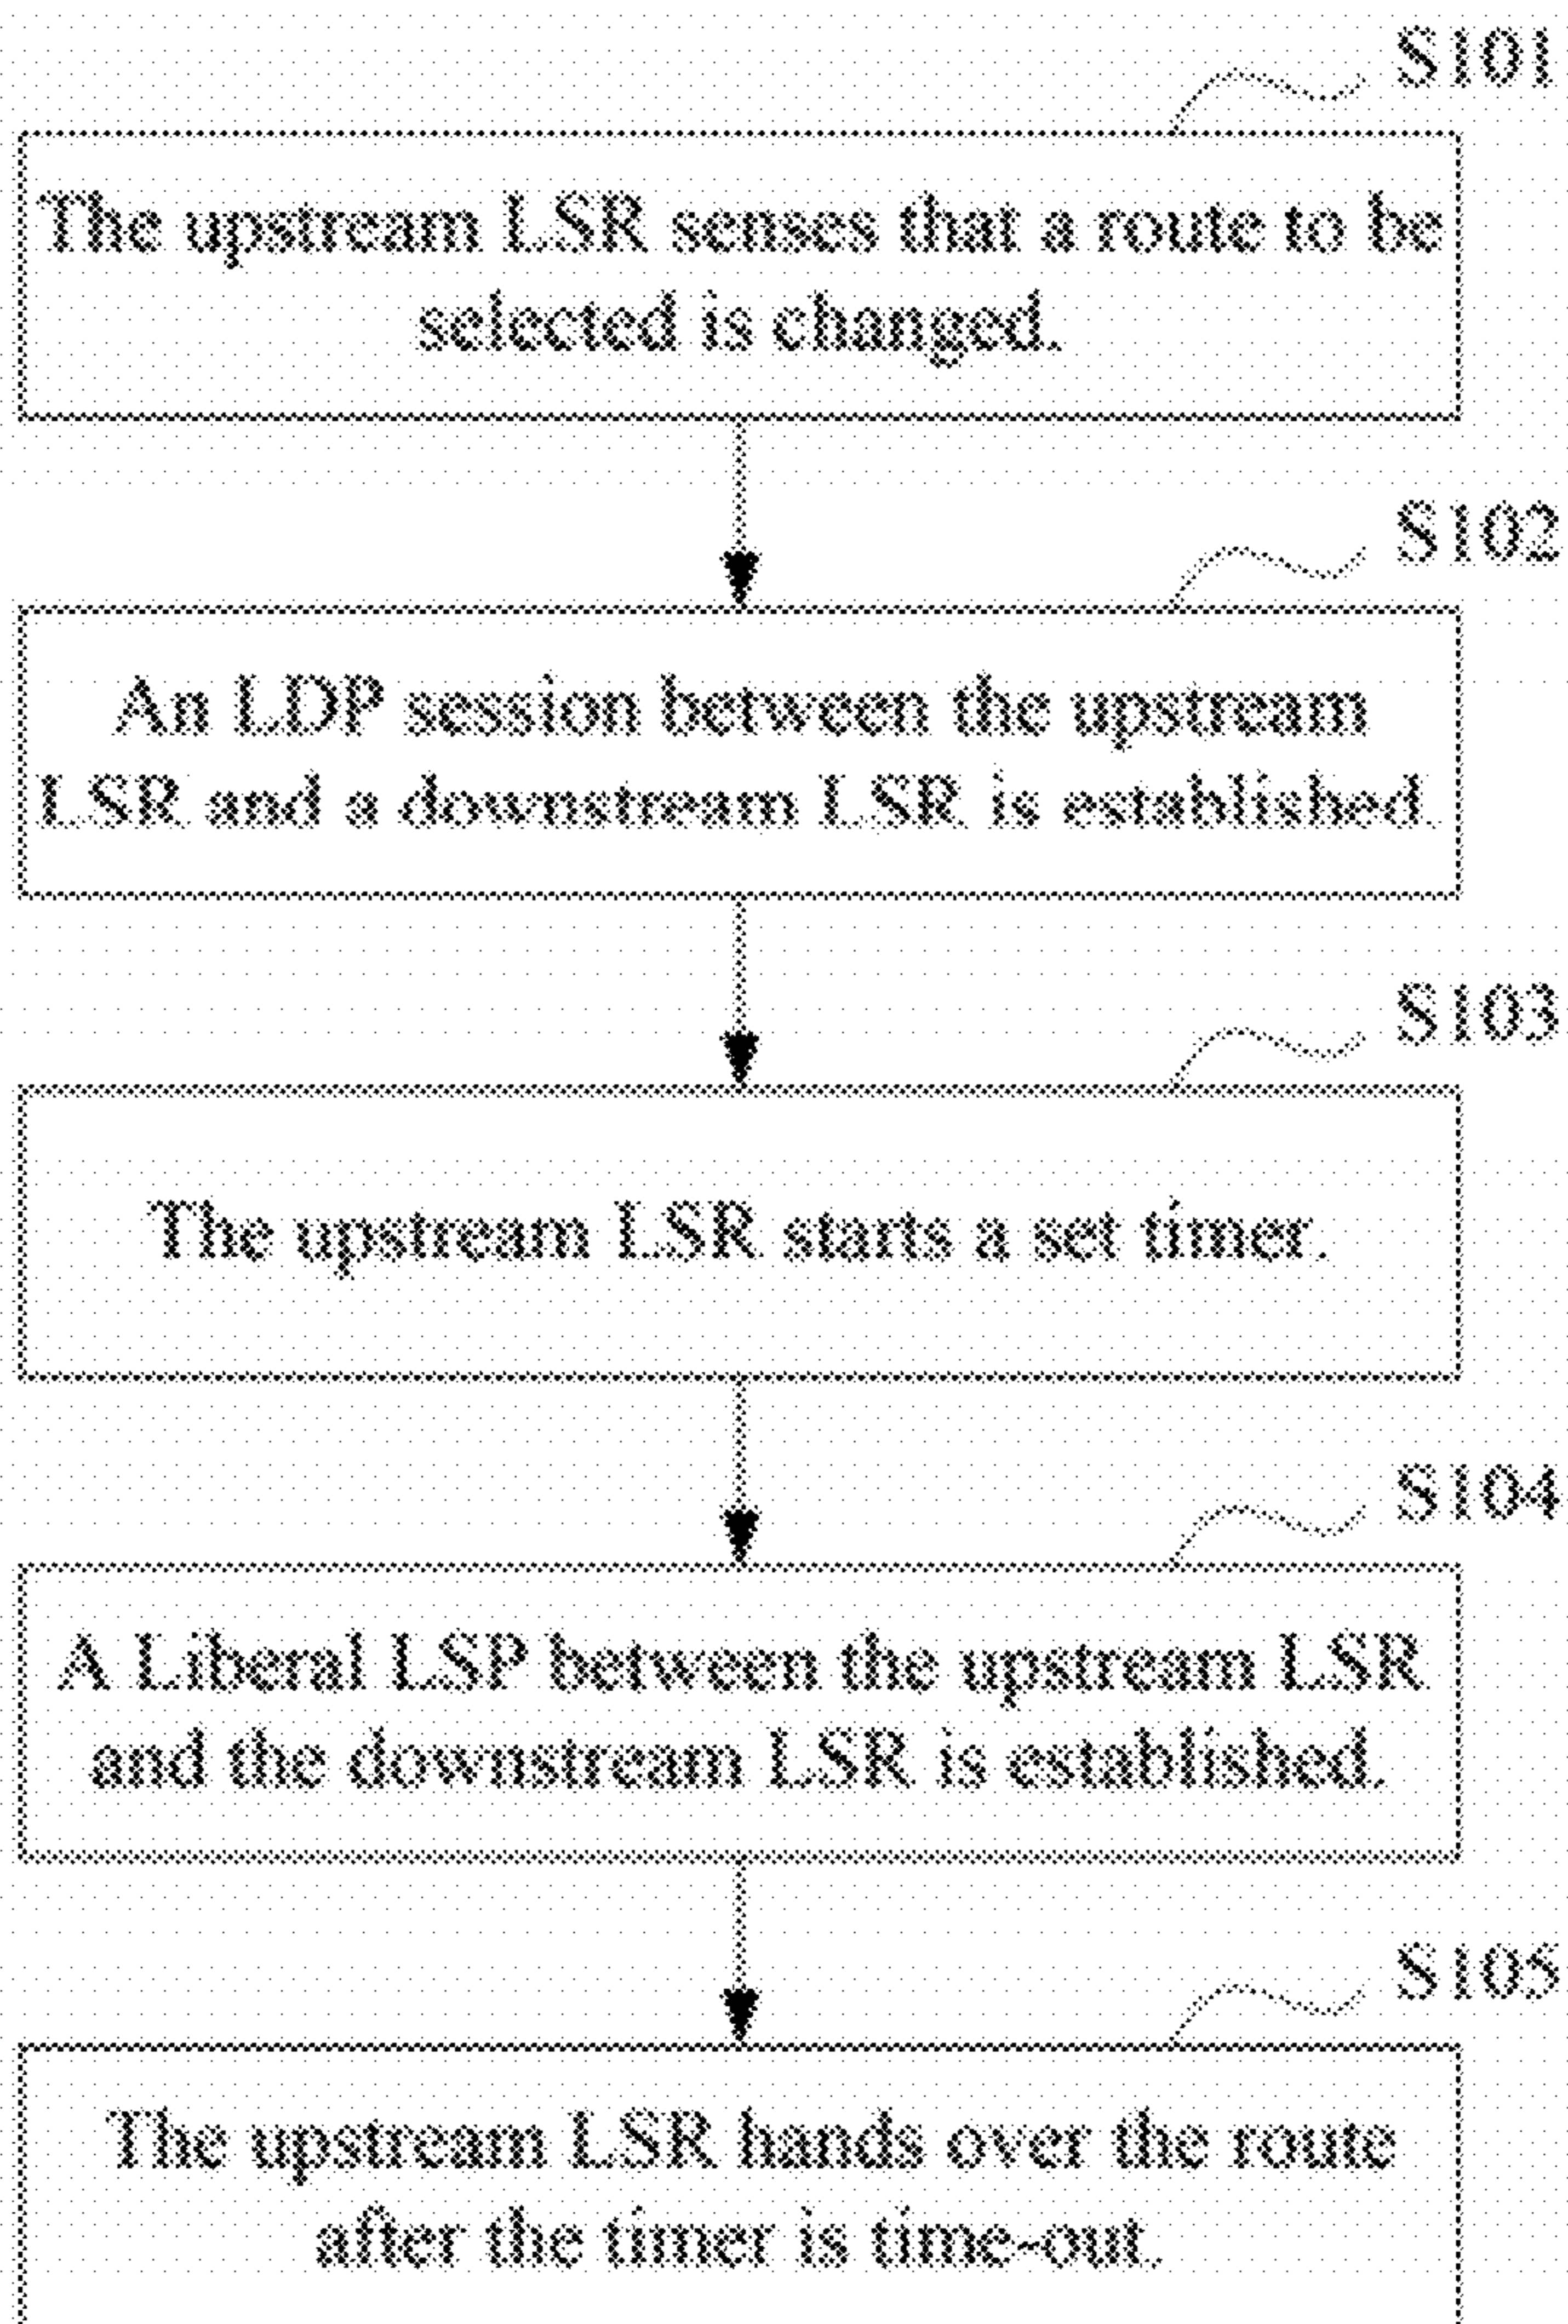 S101
The upstream LSR senses that a route to be
selected is changed.
S102
An LDP session between the upstream
LSR and a downstream LSR is established.
S103
The upstream LSR starts a set timer.
S104
A Liberal LSP between the upstream LSR
and the downstream LSR is established.
S105
The upstream LSR hands over the route
after the timer is time-out.